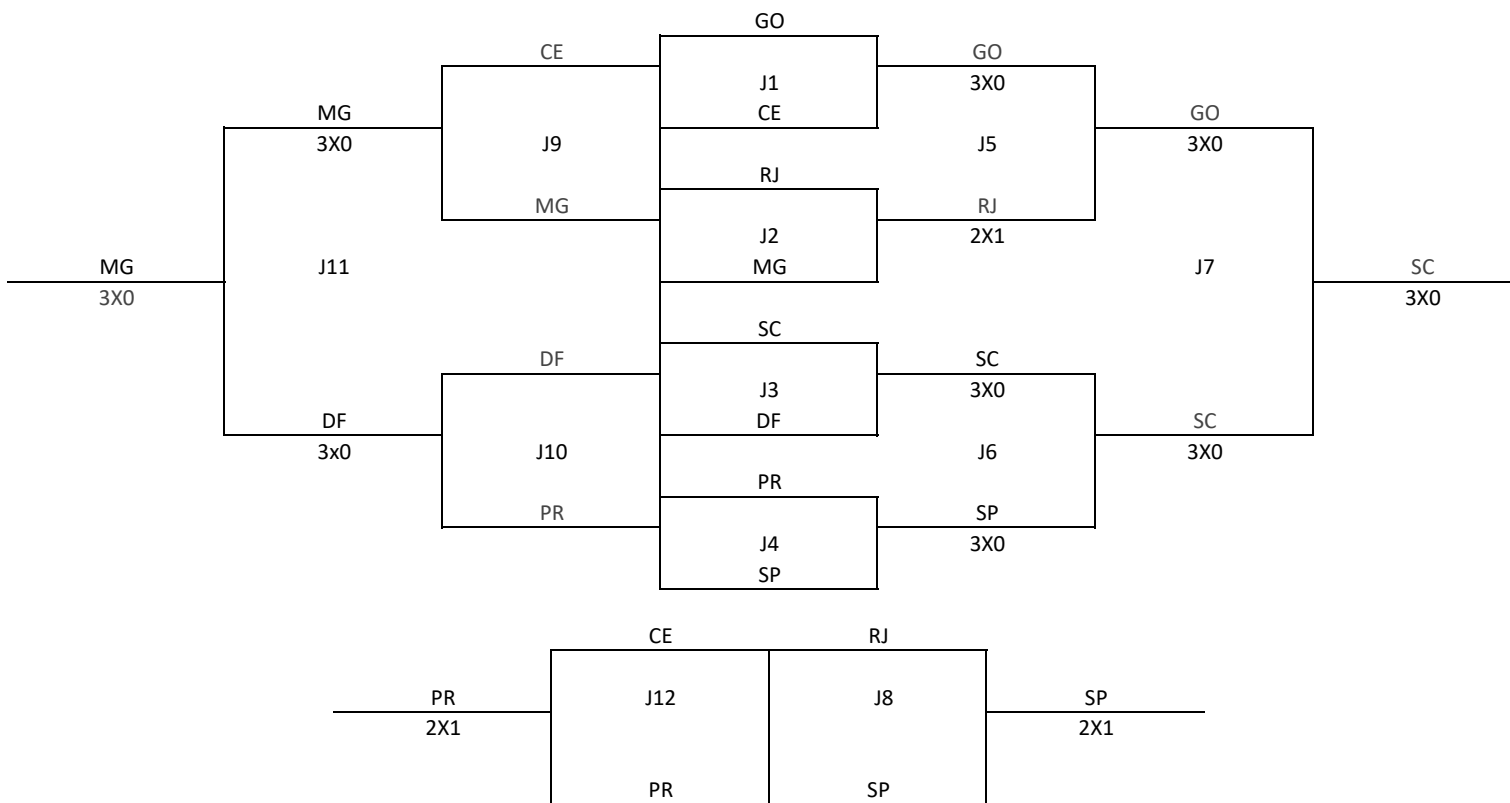 GO
CE GO
J1 3X0
MG CE GO
3X0 J9 J5 3X0
RJ
MG RJ
J2 2X1
MG J11 MG J7 SC
3X0 3X0
SC
DF SC
J3 3X0
DF DF SC
3x0 J10 J6 3X0
PR
PR SP
J4 3X0
SP
CE RJ
PR J12 J8 SP
2X1 2X1
PR SP